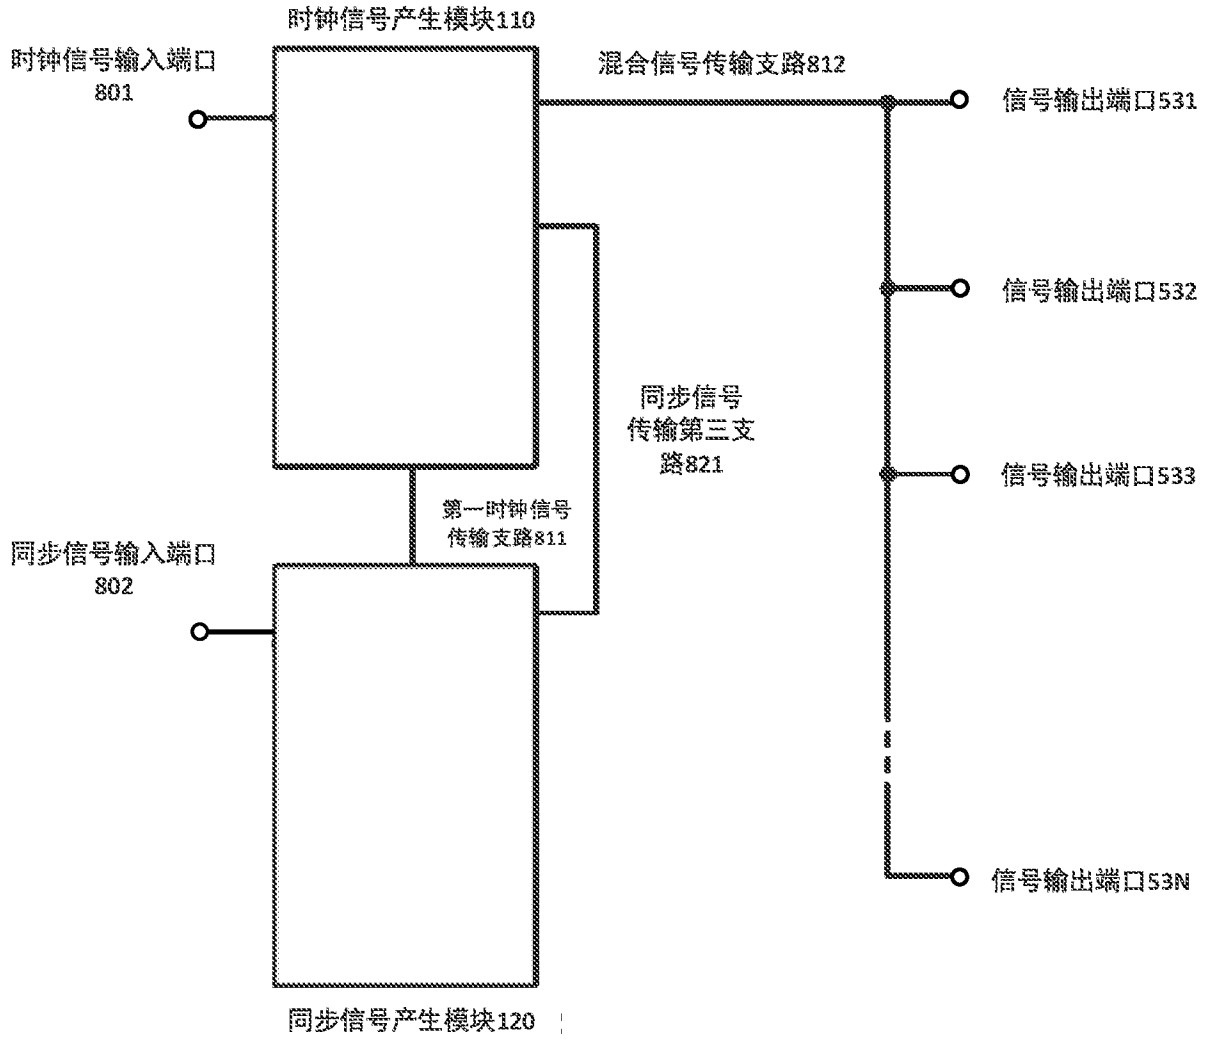 时钟信号产生模块110
时钟信号输入端口
801
混合信号传输支路812
信号输出端口531
信号输出端口532
同步信号
传输第三支
路821
信号输出端口533
第一时钟信号
传输支路811
同步信号输入端口
802
信号输出端口53N
同步信号产生模块120